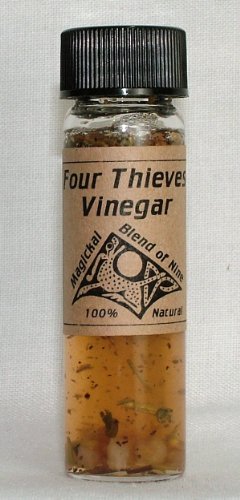 Four Thieves
Vinegar
Magickal Blend of Nine
100% Natural